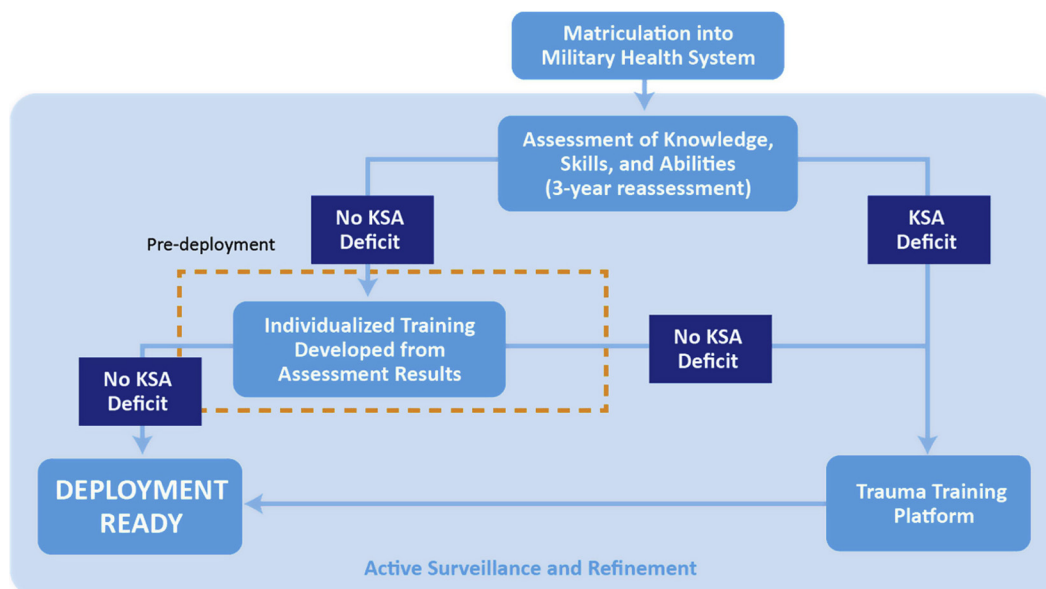 Matriculation into
Military Health System
Assessment of Knowledge,
Skills, and Abilities
(3-year reassessment)
No KSA
Deficit
KSA
Deficit
Pre-deployment
Individualized Training
Developed from
Assessment Results
No KSA
Deficit
No KSA
Deficit
DEPLOYMENT
READY
Trauma Training
Platform
Active Surveillance and Refinement